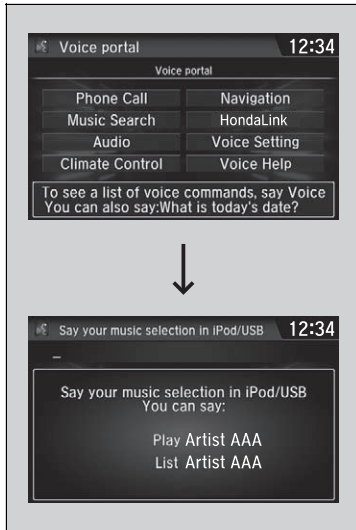 Voice portal 12:34
Voice portal
Phone Call Navigation
Music Search HondaLink
Audio Voice Setting
Climate Control Voice Help
To see a list of voice commands, say Voice
You can also say:What is today's date?
Say your music selection in iPod/USB 12:34
Say your music selection in iPod/USB
You can say:
Play Artist AAA
List Artist AAA